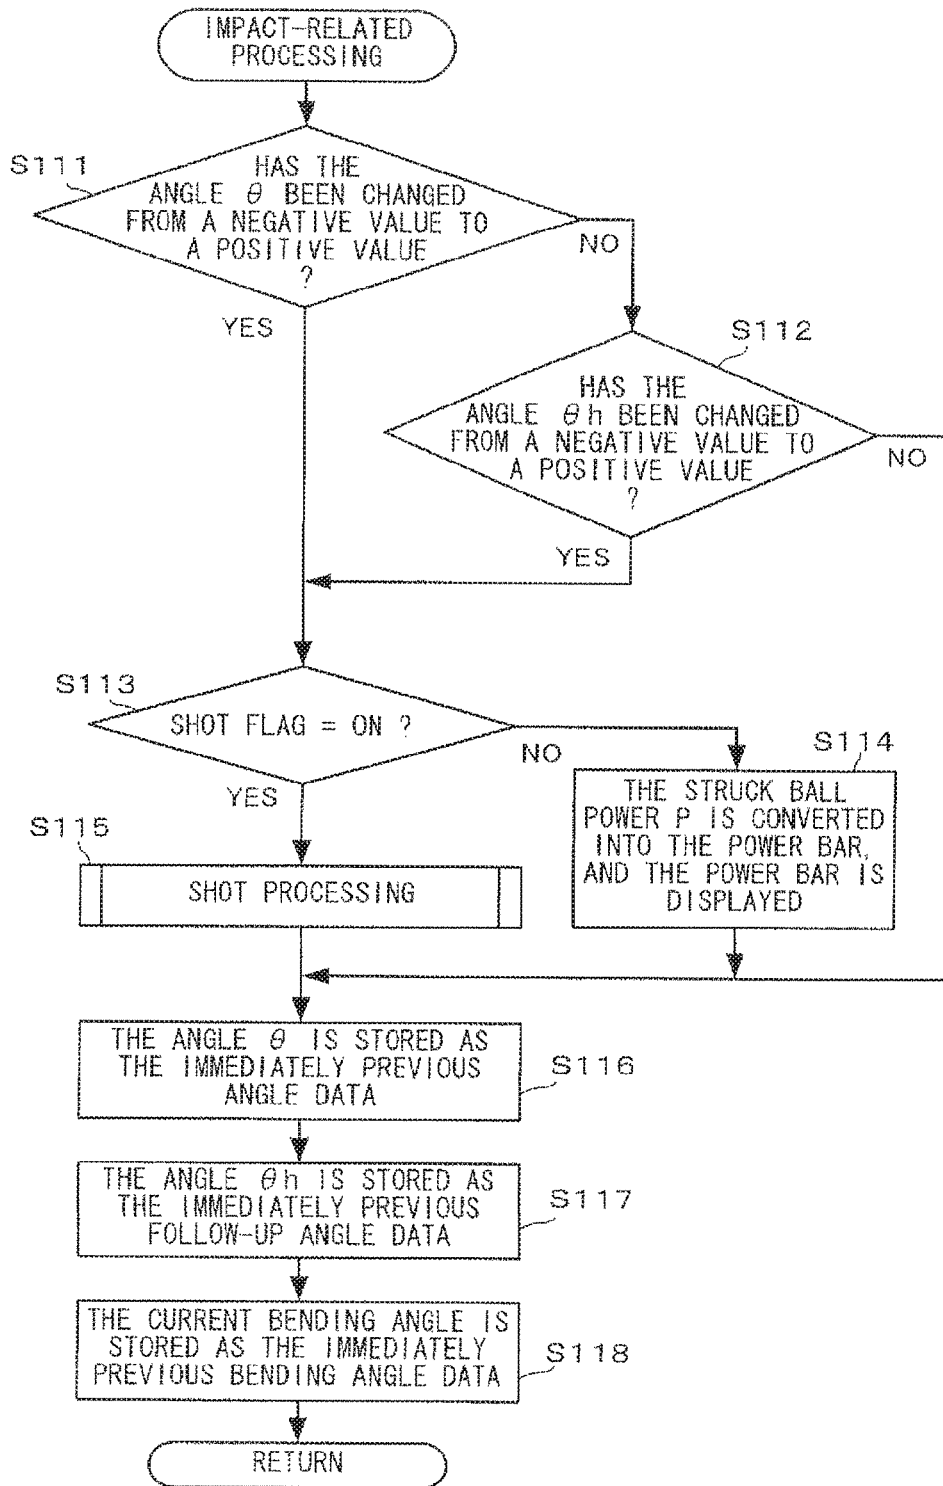 IMPACT-RELATED
PROCESSING
S111
HAS THE
ANGLE θ BEEN CHANGED
FROM A NEGATIVE VALUE TO
A POSITIVE VALUE
?
NO
YES
S112
HAS THE
ANGLE θh BEEN CHANGED
FROM A NEGATIVE VALUE TO
A POSITIVE VALUE
?
NO
YES
S113
SHOT FLAG = ON ?
NO
YES
S114
THE STRUCK BALL
POWER P IS CONVERTED
INTO THE POWER BAR,
AND THE POWER BAR IS
DISPLAYED
S115
SHOT PROCESSING
THE ANGLE θ IS STORED AS
THE IMMEDIATELY PREVIOUS
ANGLE DATA
S116
THE ANGLE θh IS STORED AS
THE IMMEDIATELY PREVIOUS
FOLLOW-UP ANGLE DATA
S117
THE CURRENT BENDING ANGLE IS
STORED AS THE IMMEDIATELY
PREVIOUS BENDING ANGLE DATA
S118
RETURN